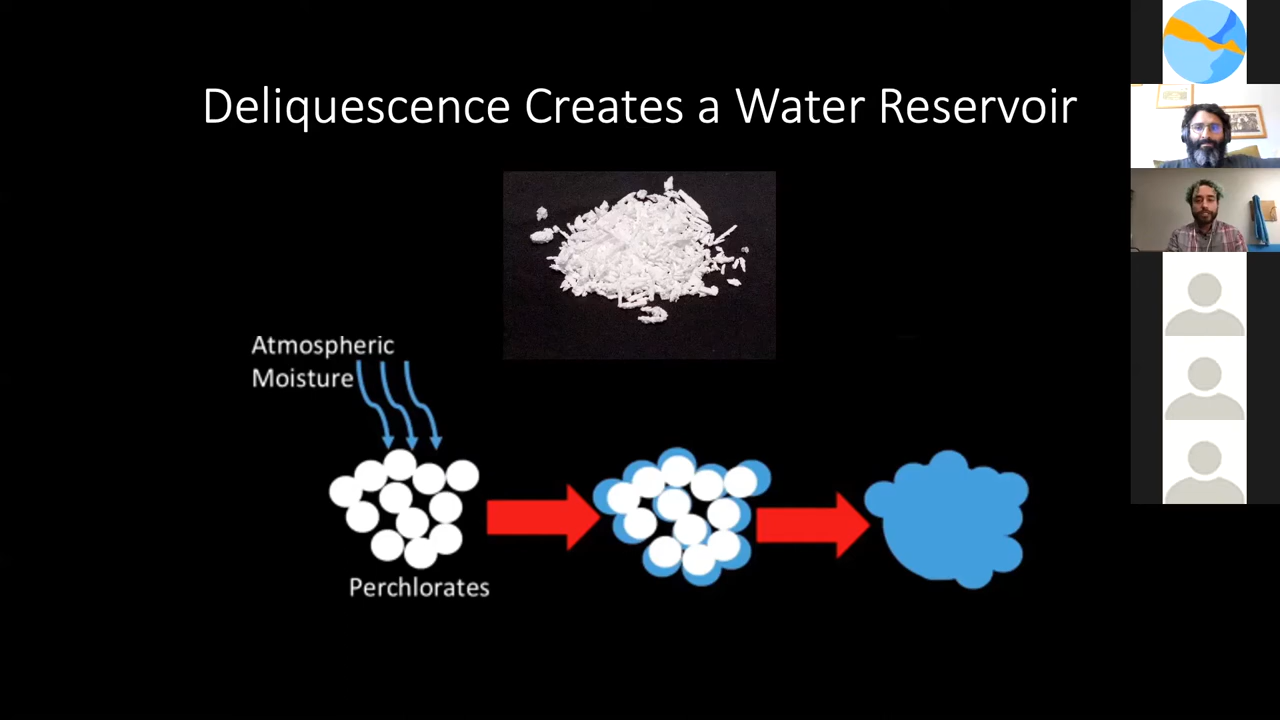 Deliquescence Creates a Water Reservoir
Atmospheric
Moisture
Perchlorates